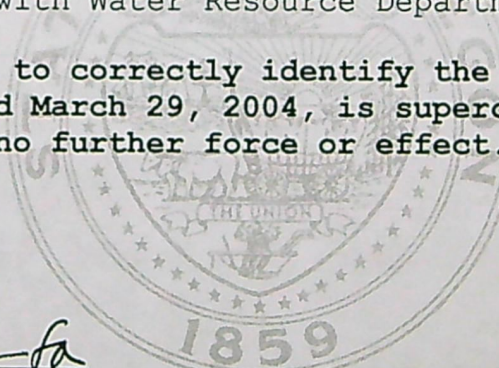 with Water Resource Departm
to correctly identify the
d March 29, 2004, is superc
no further force or effect.
THE UNION
1859